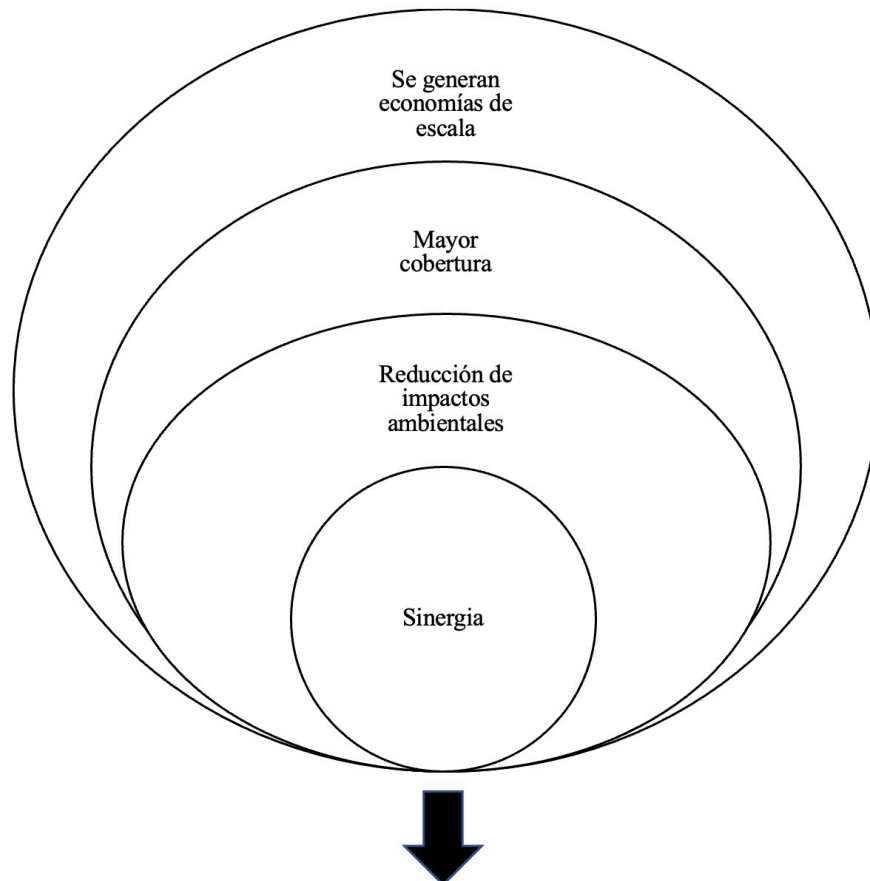 Se generan
economías de
escala
Mayor
cobertura
Reducción de
impactos
ambientales
Sinergia